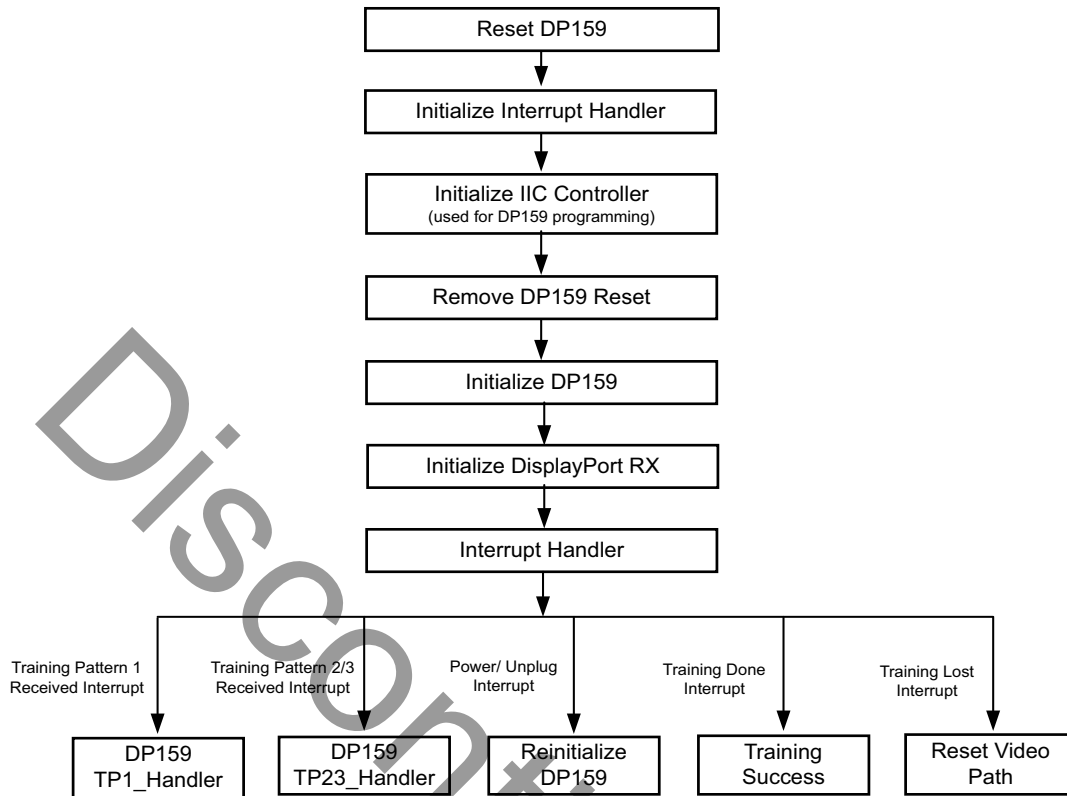 Reset DP159
Initialize Interrupt Handler
Initialize IIC Controller
(used for DP159 programming)
Remove DP159 Reset
Initialize DP159
Initialize DisplayPort RX
Interrupt Handler
Training Pattern 1
Received Interrupt
Training Pattern 2/3
Received Interrupt
Power/ Unplug
Interrupt
Training Done
Interrupt
Training Lost
Interrupt
DP159
TP1_Handler
DP159
TP23_Handler
Reinitialize
DP159
Training
Success
Reset Video
Path
Disconti